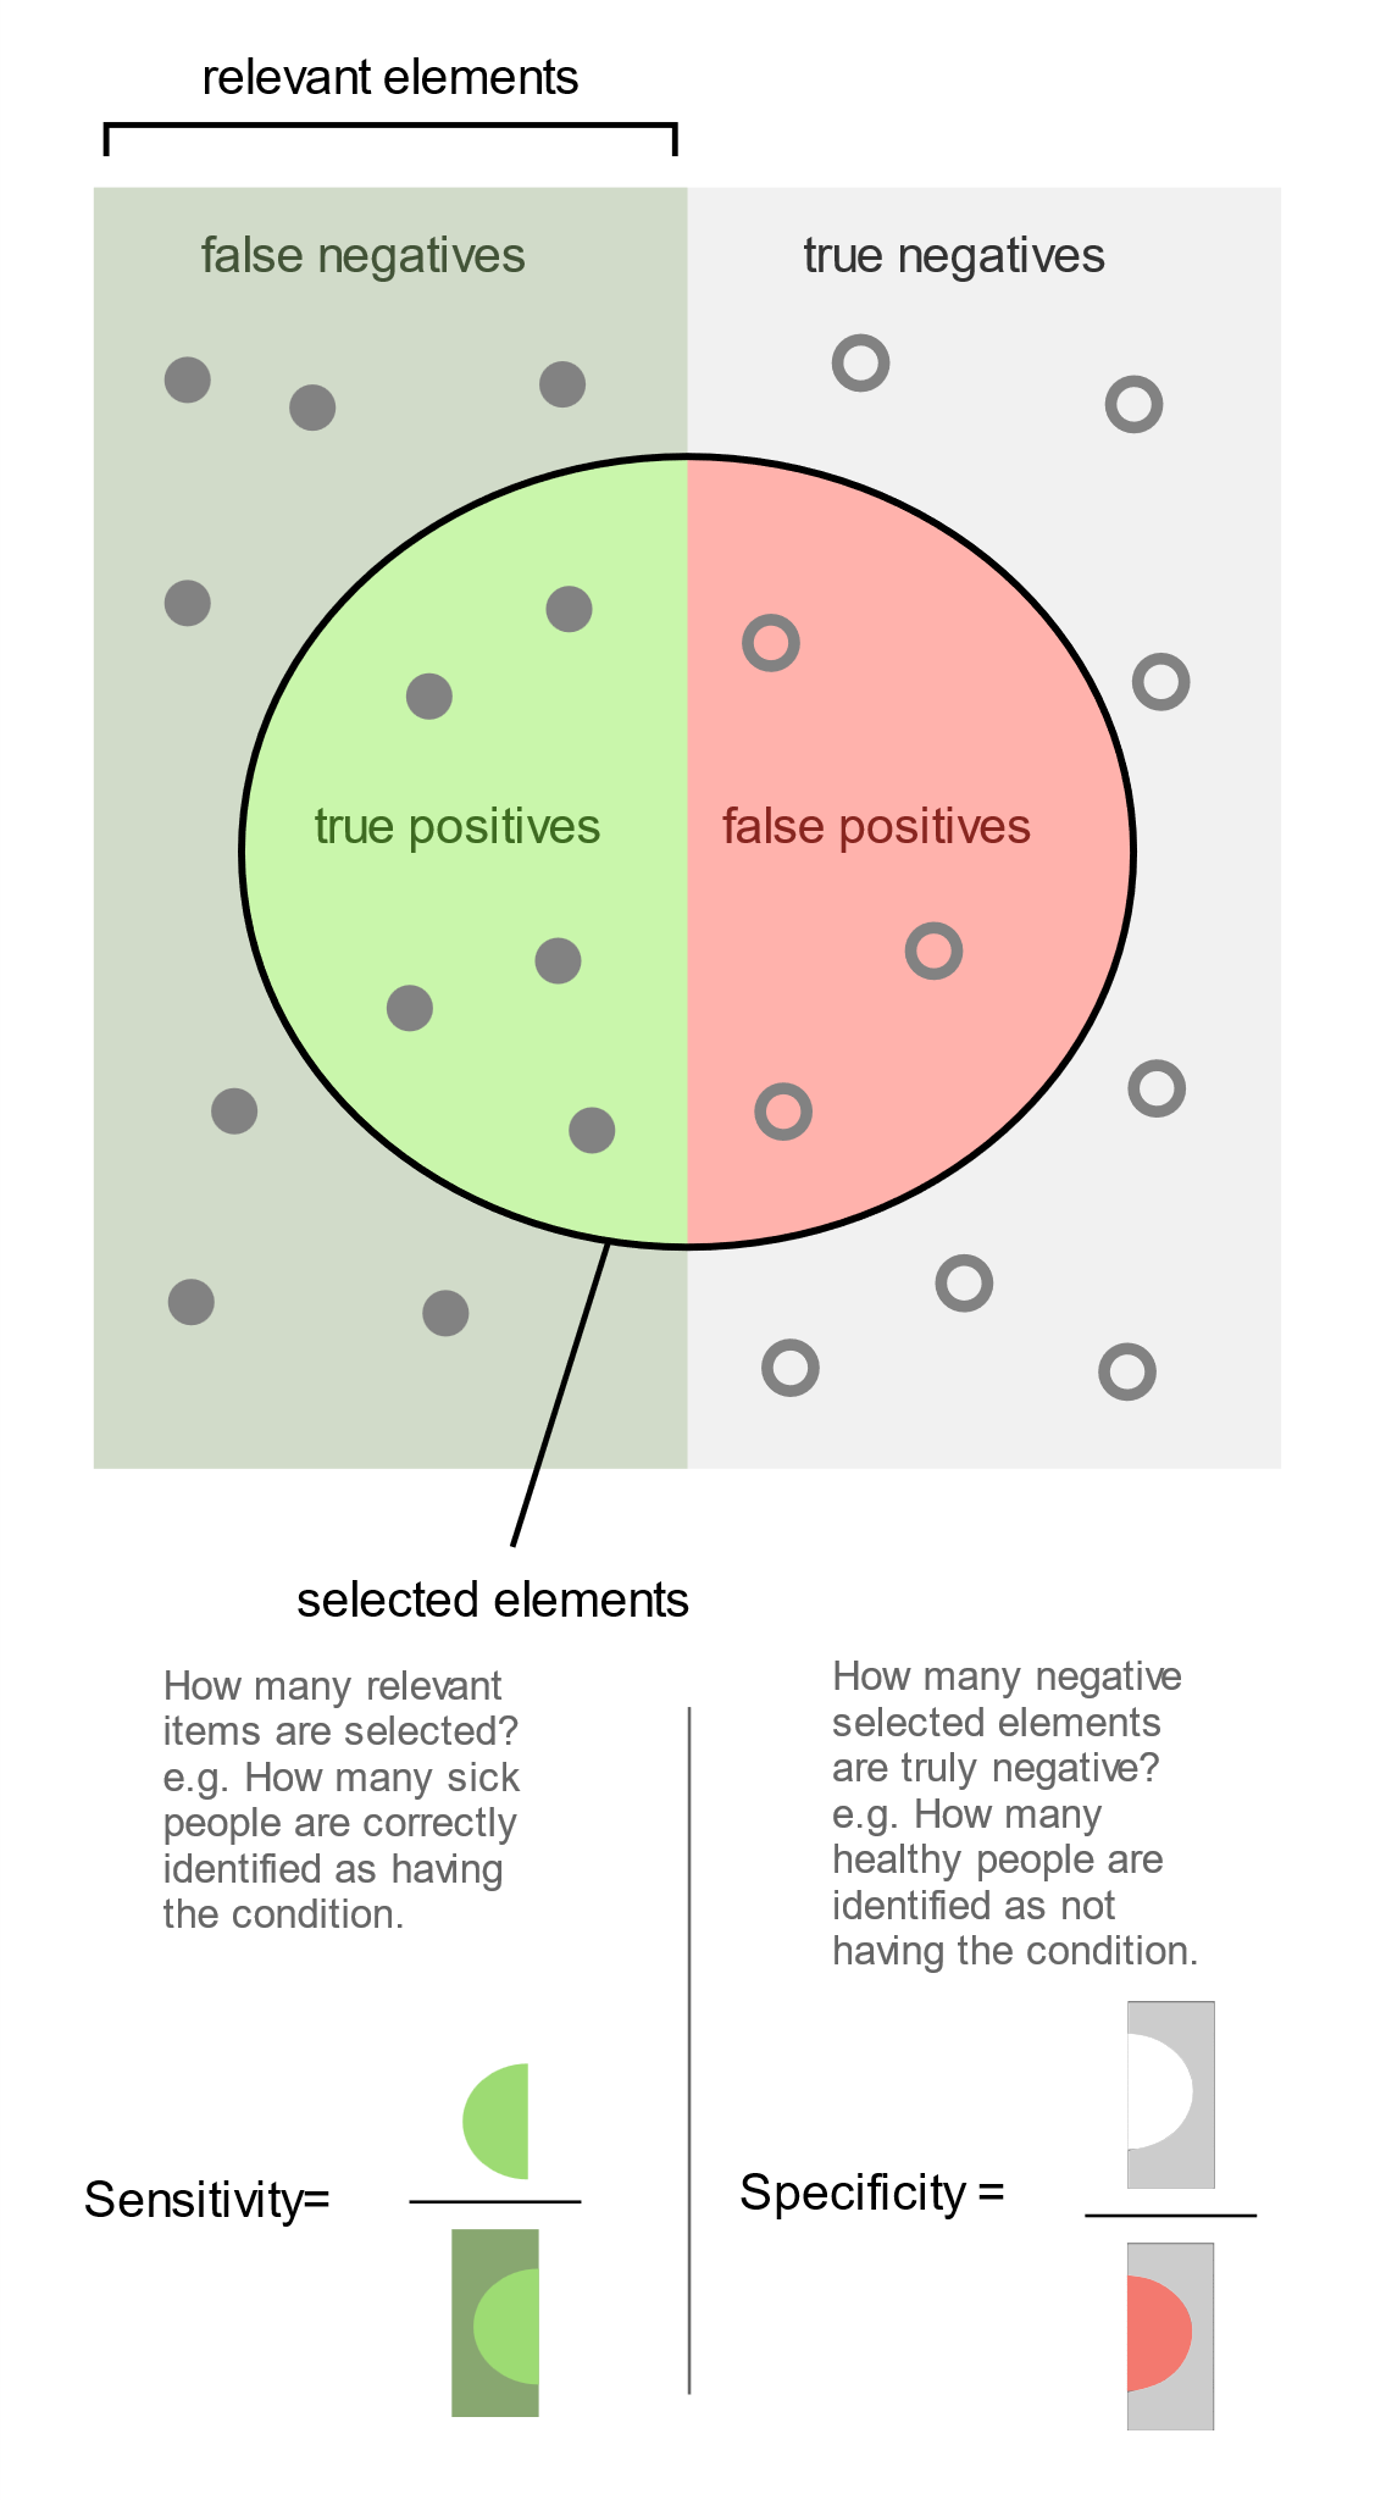 relevant elements
false negatives
true negatives
true positives
false positives
selected elements
How many relevant
items are selected?
e.g. How many sick
people are correctly
identified as having
the condition.
How many negative
selected elements
are truly negative?
e.g. How many
healthy people are
identified as not
having the condition.
Sensitivity=
Specificity =